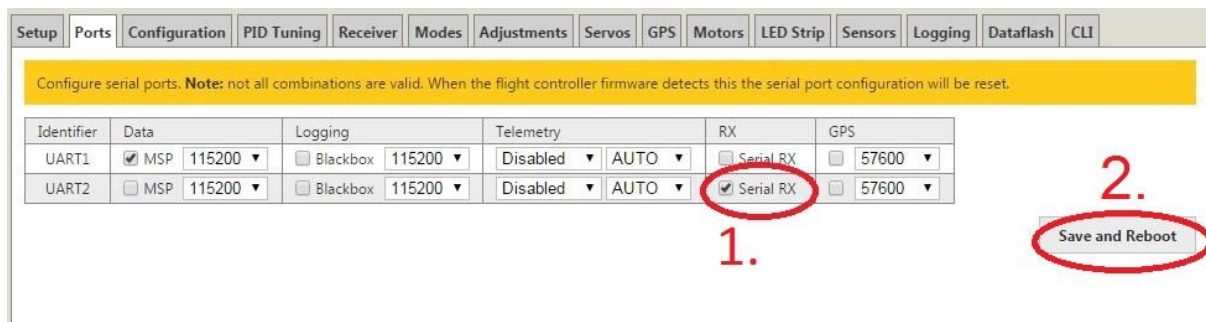 Setup Ports Configuration PID Tuning Receiver Modes Adjustments Servos GPS Motors LED Strip Sensors Logging Dataflash CLI
Configure serial ports. Note: not all combinations are valid. When the flight controller firmware detects this the serial port configuration will be reset.
Identifier Data Logging Telemetry RX GPS
UART1 MSP 115200 Blackbox 115200 Disabled AUTO Serial RX 57600
UART2 MSP 115200 Blackbox 115200 Disabled AUTO Serial RX 57600
1.
2.
Save and Reboot